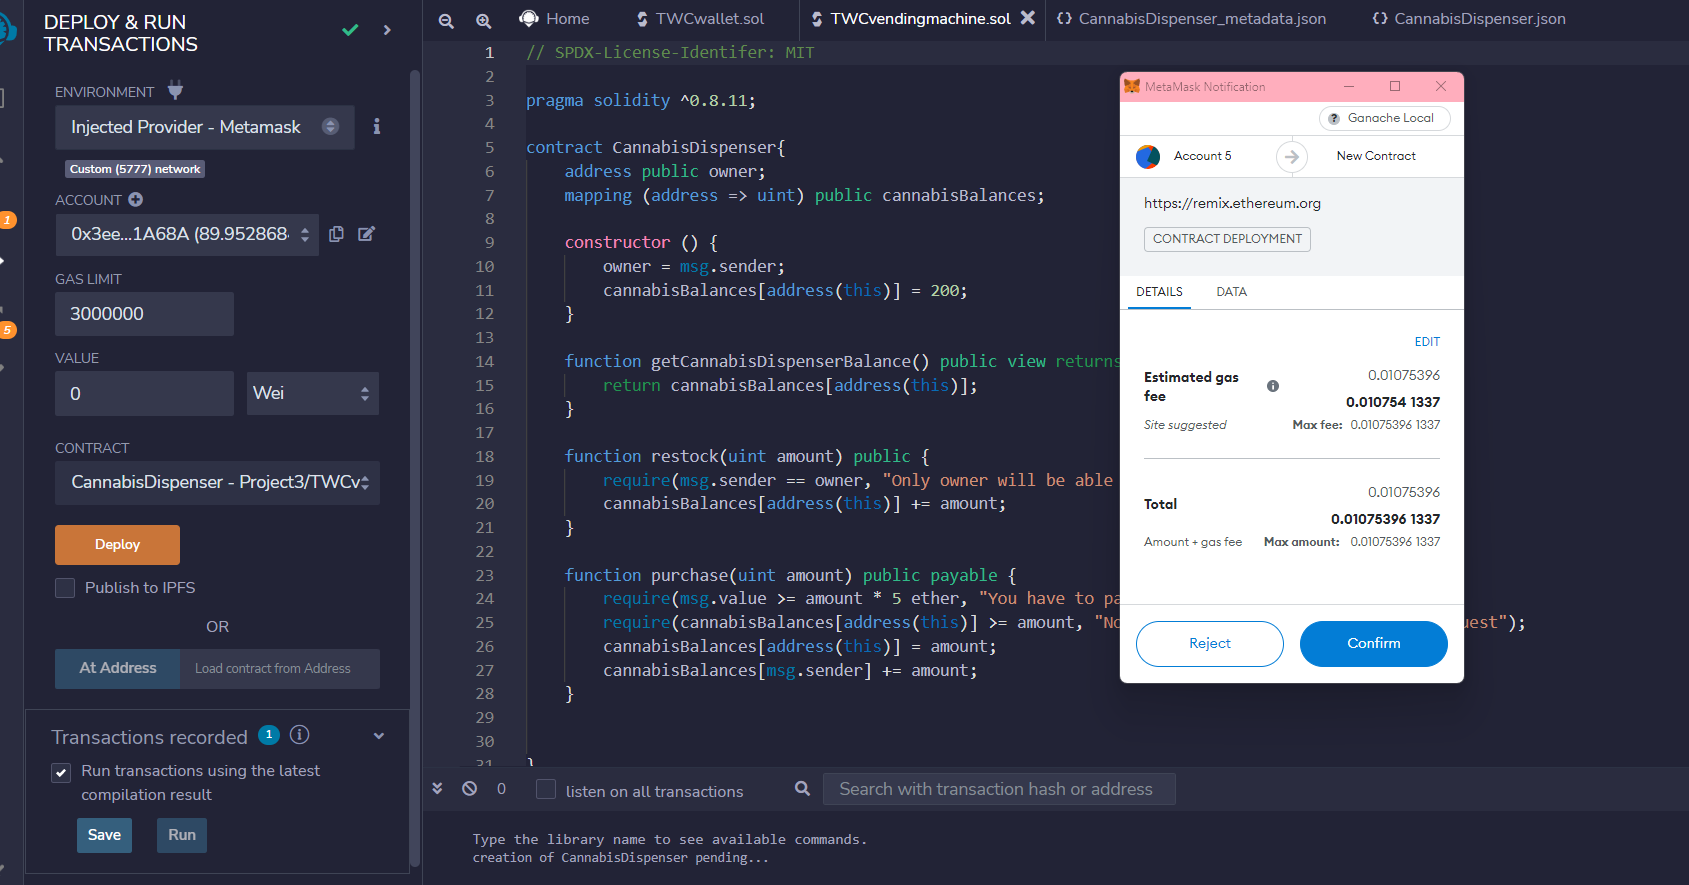 DEPLOY & RUN
TRANSACTIONS
ENVIRONMENT
Injected Provider - Metamask
Custom (5777) network
ACCOUNT
0x3ee...1A68A (89.952868
1
GAS LIMIT
3000000
5
VALUE
0
Wei
CONTRACT
CannabisDispenser - Project3/TWCv
Deploy
Publish to IPFS
OR
At Address
Load contract from Address
Transactions recorded 1
Run transactions using the latest
compilation result
Save
Run
Home
TWCwallet.sol
TWCvendingmachine.sol
CannabisDispenser_metadata.json
CannabisDispenser.json
1 // SPDX-License-Identifer: MIT
2
3 pragma solidity ^0.8.11;
4
5 contract CannabisDispenser{
6 address public owner;
7 mapping (address => uint) public cannabisBalances;
8
9 constructor () {
10 owner = msg.sender;
11 cannabisBalances[address(this)] = 200;
12 }
13
14 function getCannabisDispenserBalance() public view returns
15 return cannabisBalances[address(this)];
16 }
17
18 function restock(uint amount) public {
19 require(msg.sender == owner, "Only owner will be able
20 cannabisBalances[address(this)] += amount;
21 }
22
23 function purchase(uint amount) public payable {
24 require(msg.value >= amount * 5 ether, "You have to pa
25 require(cannabisBalances[address(this)] >= amount, "No uest");
26 cannabisBalances[address(this)] = amount;
27 cannabisBalances[msg.sender] += amount;
28 }
29
30
31 }
MetaMask Notification
Ganache Local
Account 5
New Contract
https://remix.ethereum.org
CONTRACT DEPLOYMENT
DETAILS
DATA
EDIT
Estimated gas
fee
0.01075396
0.010754 1337
Site suggested
Max fee: 0.01075396 1337
0.01075396
Total
0.01075396 1337
Amount + gas fee
Max amount: 0.01075396 1337
Reject
Confirm
0
listen on all transactions
Search with transaction hash or address
Type the library name to see available commands.
creation of CannabisDispenser pending...